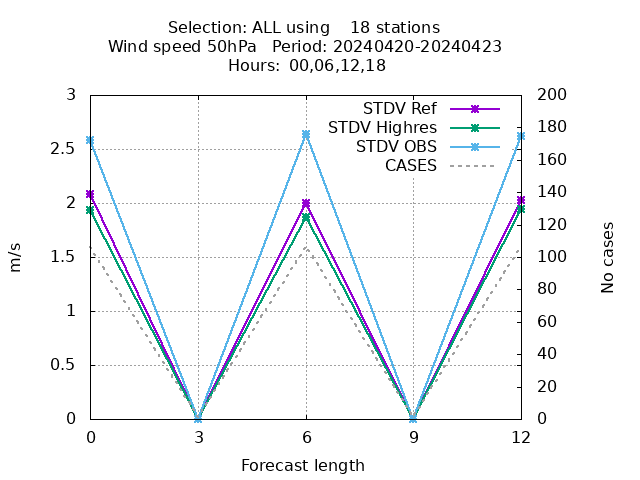 Selection: ALL using    18 stations
Wind speed 50hPa   Period: 20240420-20240423
Hours: 00,06,12,18
STDV Ref
STDV Highres
STDV OBS
CASES
3
2.5
2
1.5
1
0.5
0
200
180
160
140
120
100
80
60
40
20
0
m/s
No cases
0 3 6 9 12
Forecast length